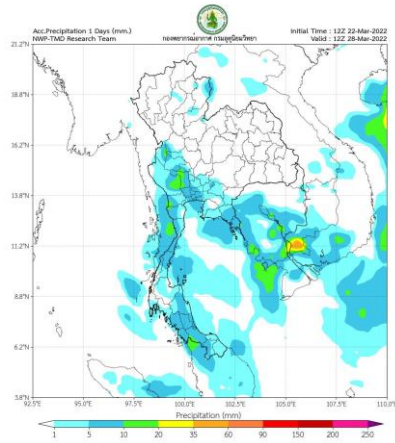 Acc.Precipitation 1 Days (mm.)
NWP-TMD Research Team
กองพยากรณ์อากาศ กรมอุตุนิยมวิทยา
Initial Time : 12Z 22-Mar-2022
Valid : 12Z 28-Mar-2022
21.2°N
18.8°N
16.2°N
13.8°N
11.2°N
8.8°N
6.2°N
3.8°N
92.5°E 95.0°E 97.5°E 100.0°E 102.5°E 105.0°E 107.5°E 110.0°E
Precipitation (mm)
1 5 10 20 35 60 90 150 200 250